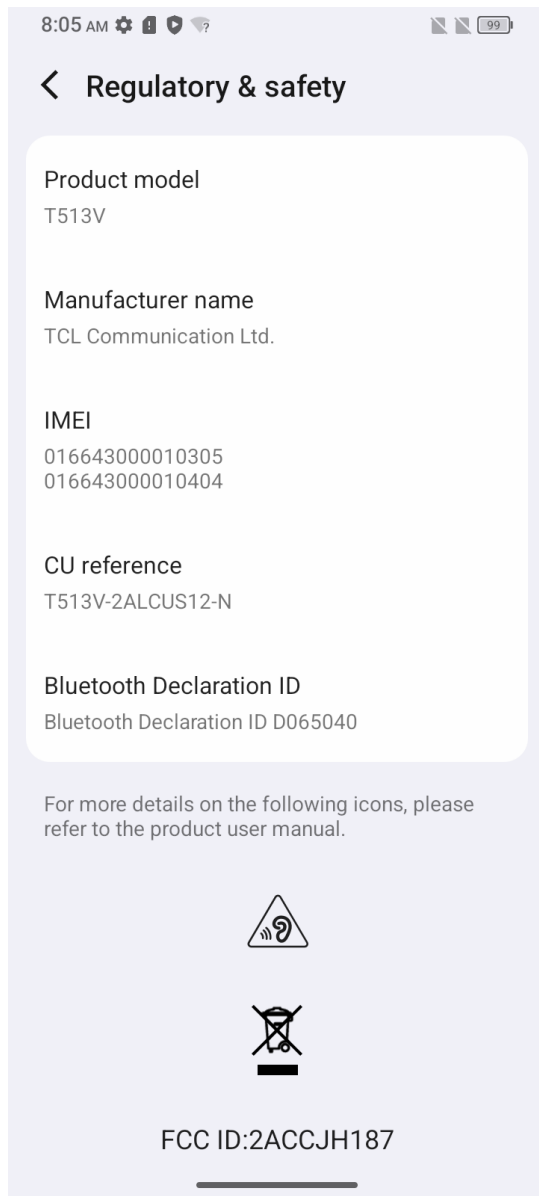 8:05 AM ?
99
Regulatory & safety
Product model
T513V
Manufacturer name
TCL Communication Ltd.
IMEI
016643000010305
016643000010404
CU reference
T513V-2ALCUS12-N
Bluetooth Declaration ID
Bluetooth Declaration ID D065040
For more details on the following icons, please
refer to the product user manual.
FCC ID:2ACCJH187